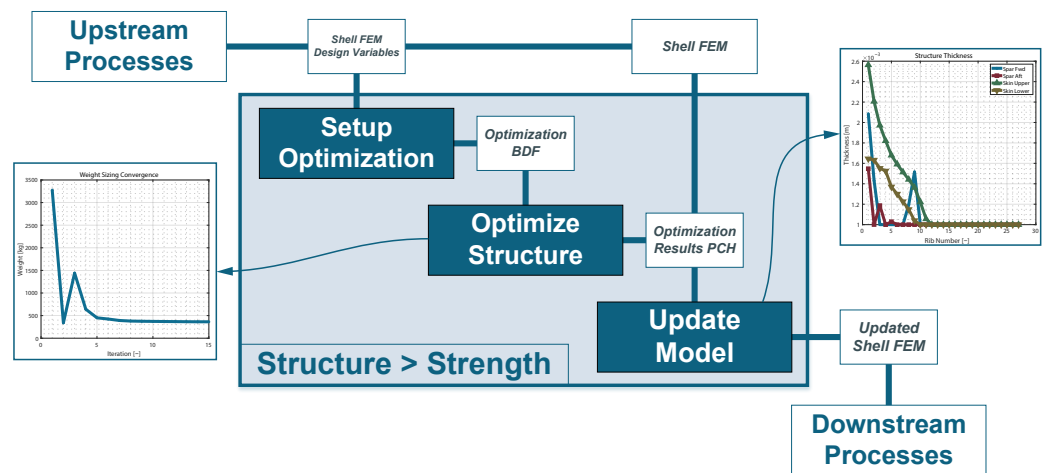 Upstream
Processes
Shell FEM
Design Variables
Shell FEM
Setup
Optimization
Optimization
BDF
Optimize
Structure
Optimization
Results PCH
Update
Model
Updated
Shell FEM
Structure > Strength
Downstream
Processes
Weight Sizing Convergence
Weight [kg]
3500
3000
2500
2000
1500
1000
500
0
0
5
10
15
Iteration [~]
Structure Thickness
×10⁻³
Thickness [m]
2.6
2.4
2.2
2
1.8
1.6
1.4
1.2
1
0
5
10
15
20
25
30
Rib Number [~]
Spar Fwd
Spar Aft
Skin Upper
Skin Lower